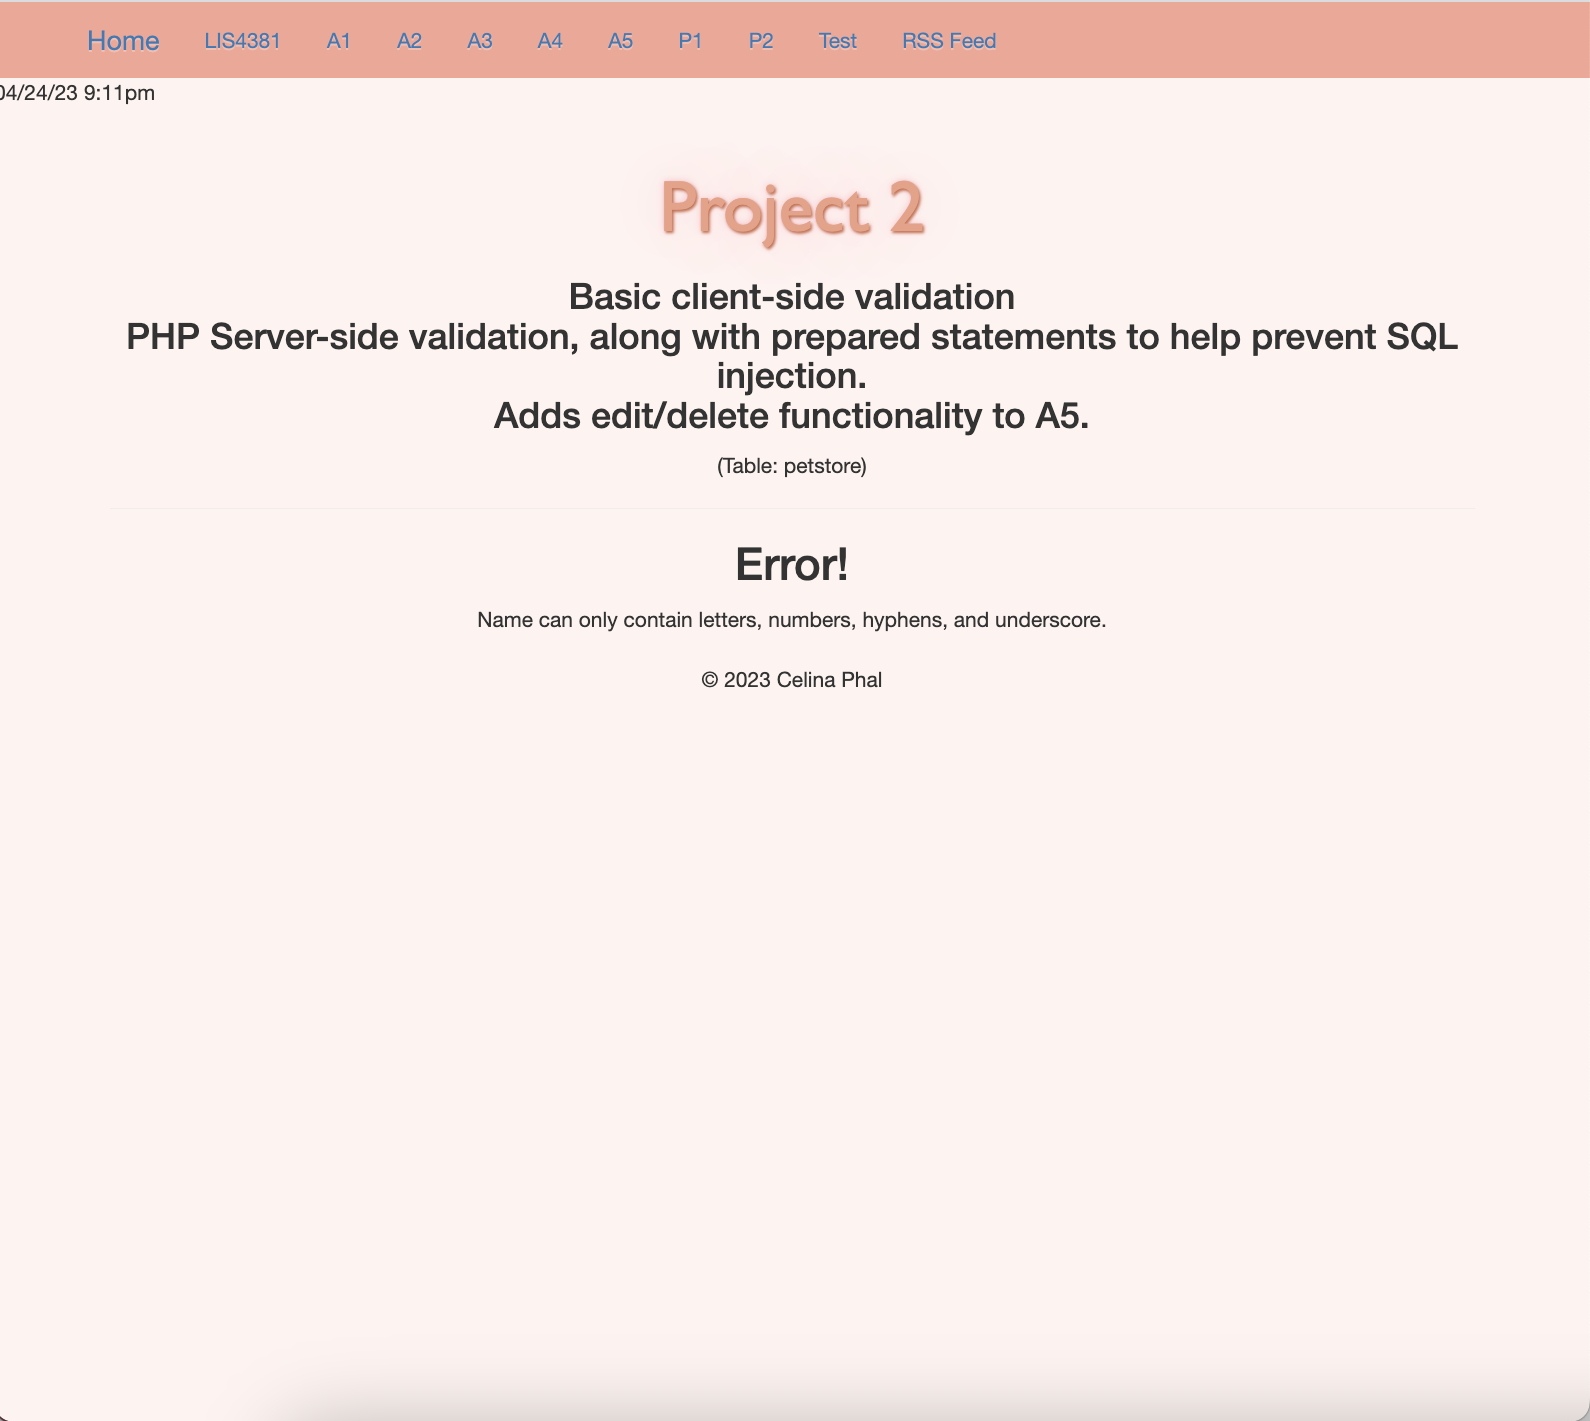 Home LIS4381 A1 A2 A3 A4 A5 P1 P2 Test RSS Feed
04/24/23 9:11pm
Project 2
Basic client-side validation
PHP Server-side validation, along with prepared statements to help prevent SQL
injection.
Adds edit/delete functionality to A5.
(Table: petstore)
Error!
Name can only contain letters, numbers, hyphens, and underscore.
© 2023 Celina Phal